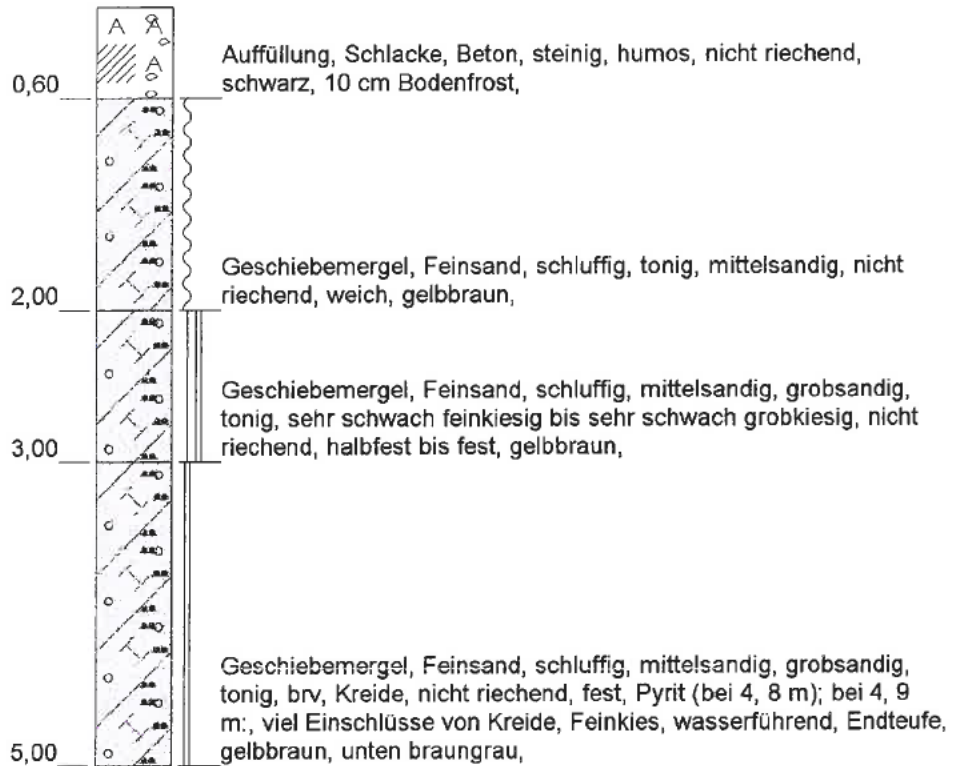 A A
A
Auffüllung, Schlacke, Beton, steinig, humos, nicht riechend,
0,60
schwarz, 10 cm Bodenfrost,
Geschiebemergel, Feinsand, schluffig, tonig, mittelsandig, nicht
2,00
riechend, weich, gelbbraun,
Geschiebemergel, Feinsand, schluffig, mittelsandig, grobsandig,
tonig, sehr schwach feinkiesig bis sehr schwach grobkiesig, nicht
3,00
riechend, halbfest bis fest, gelbbraun,
Geschiebemergel, Feinsand, schluffig, mittelsandig, grobsandig,
tonig, brv, Kreide, nicht riechend, fest, Pyrit (bei 4, 8 m); bei 4, 9
m:, viel Einschlüsse von Kreide, Feinkies, wasserführend, Endteufe,
5,00
gelbbraun, unten braungrau,